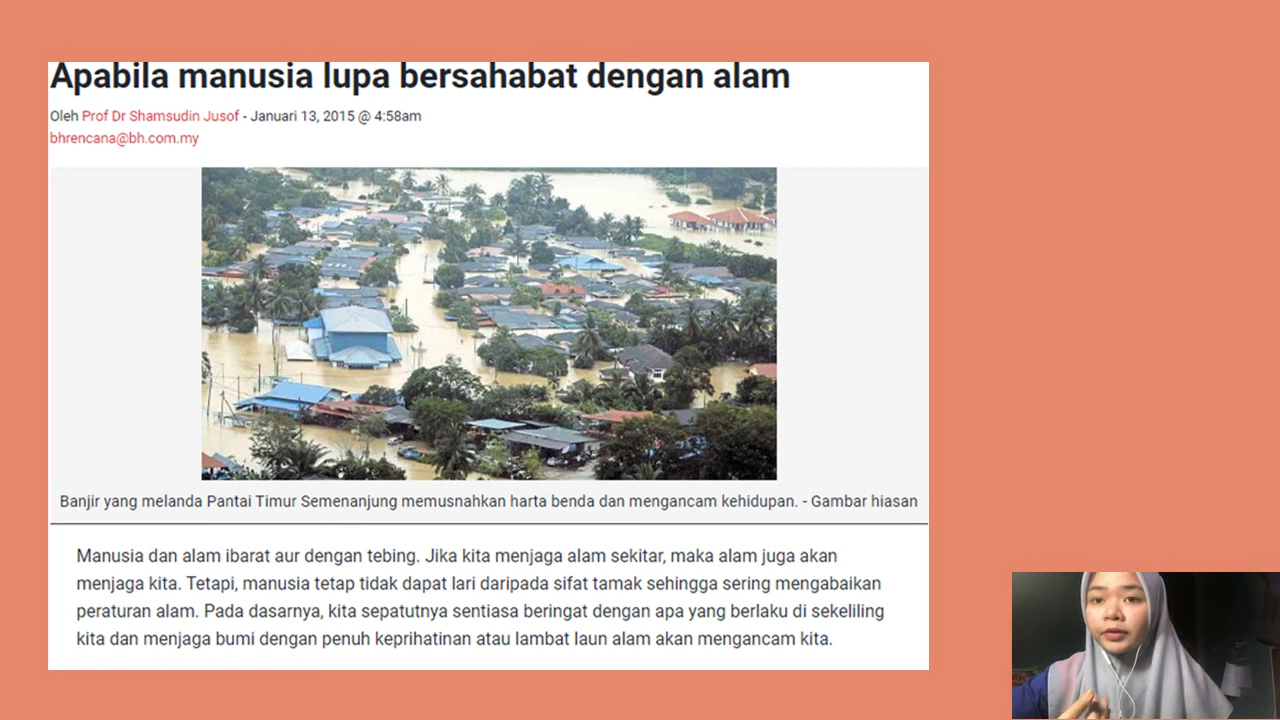 Apabila manusia lupa bersahabat dengan alam
Oleh Prof Dr Shamsudin Jusof - Januari 13, 2015 @ 4:58am
bhrencana@bh.com.my
Banjir yang melanda Pantai Timur Semenanjung memusnahkan harta benda dan mengancam kehidupan. - Gambar hiasan
Manusia dan alam ibarat aur dengan tebing. Jika kita menjaga alam sekitar, maka alam juga akan
menjaga kita. Tetapi, manusia tetap tidak dapat lari daripada sifat tamak sehingga sering mengabaikan
peraturan alam. Pada dasarnya, kita sepatutnya sentiasa beringat dengan apa yang berlaku di sekeliling
kita dan menjaga bumi dengan penuh keprihatinan atau lambat laun alam akan mengancam kita.